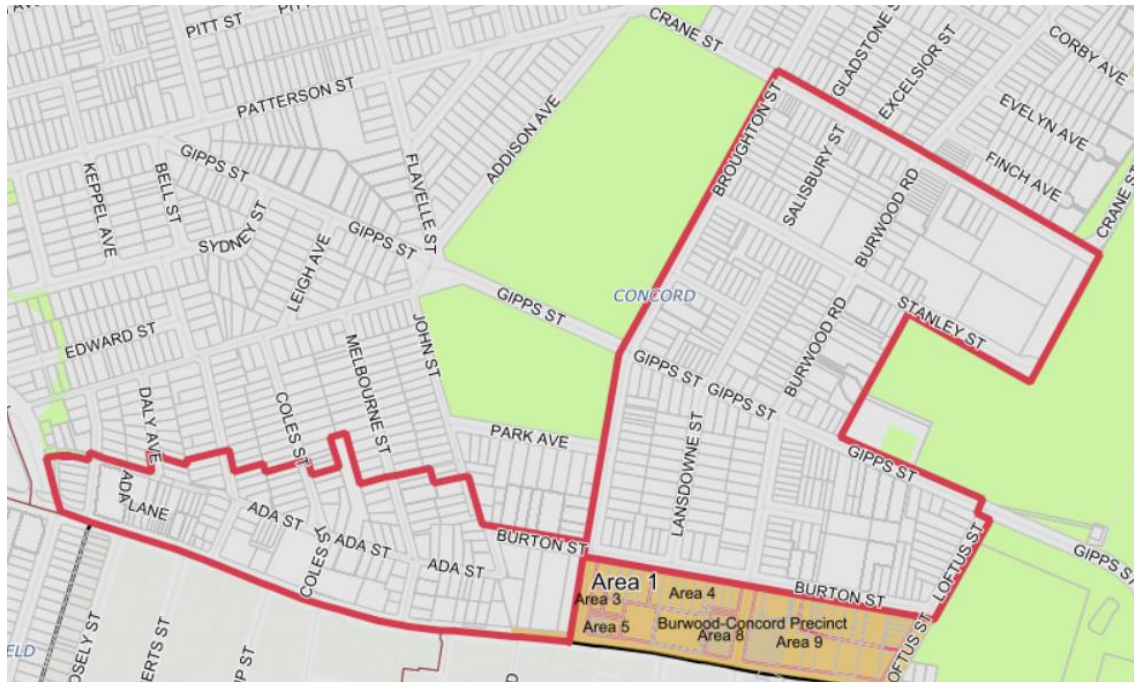 PITT ST
CRANE ST
GLADSTONE S
EXCELSIOR ST
CORBY AVE
EVELYN AVE
FINCH AVE
CRANE S
PATTERSON ST
ADDISON AVE
BROUGHTON ST
SALISBURY ST
BURWOOD RD
KEPPEL AVE
BELL ST
GIPPS ST
FLAVELLE ST
SYDNEY ST
LEIGH AVE
GIPPS ST
GIPPS ST
CONCORD
BURWOOD RD
STANLEY ST
EDWARD ST
MELBOURNE ST
JOHN ST
GIPPS ST
GIPPS ST
DALY AVE
COLES ST
PARK AVE
LANSDOWNE ST
GIPPS ST
ADA
LANE
ADA ST
COLES ST
ADA ST
ADA ST
BURTON ST
GIPPS ST
LOFTUS ST
Area 1
BURTON ST
Area 3
Area 4
Burwood-Concord Precinct
Area 5
Area 8
Area 9
OFTUS ST
ELD
OSELY ST
ERTS ST
IP ST
D